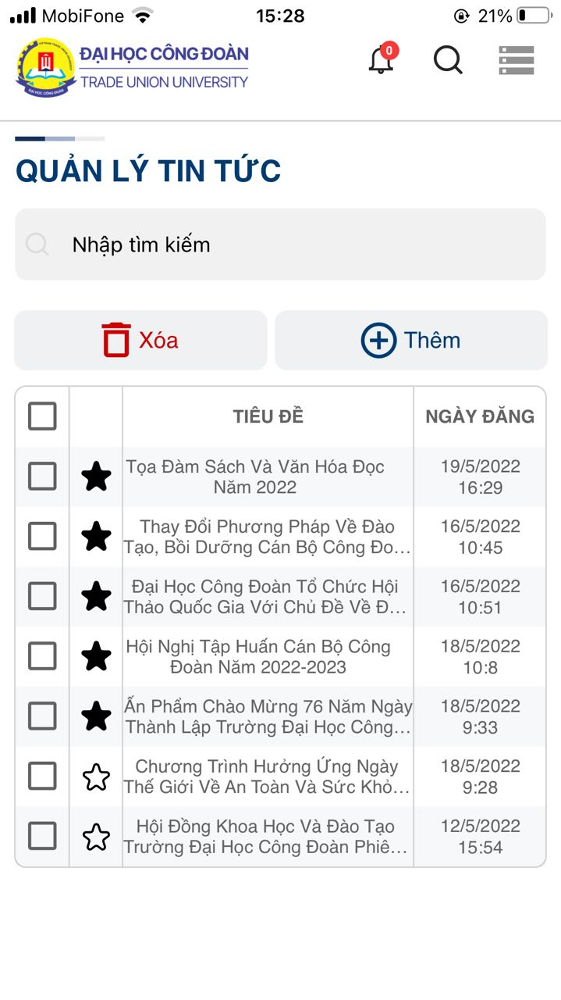 MobiFone
15:28
21%
ĐẠI HỌC CÔNG ĐOÀN
TRADE UNION UNIVERSITY
0
QUẢN LÝ TIN TỨC
Nhập tìm kiếm
Xóa
Thêm
TIÊU ĐỀ
NGÀY ĐĂNG
Tọa Đàm Sách Và Văn Hóa Đọc
Năm 2022
19/5/2022
16:29
Thay Đổi Phương Pháp Về Đào
Tạo, Bồi Dưỡng Cán Bộ Công Đo...
16/5/2022
10:45
Đại Học Công Đoàn Tổ Chức Hội
Thảo Quốc Gia Với Chủ Đề Về Đ...
16/5/2022
10:51
Hội Nghị Tập Huấn Cán Bộ Công
Đoàn Năm 2022-2023
18/5/2022
10:8
Ấn Phẩm Chào Mừng 76 Năm Ngày
Thành Lập Trường Đại Học Công...
18/5/2022
9:33
Chương Trình Hưởng Ứng Ngày
Thế Giới Về An Toàn Và Sức Khỏ...
18/5/2022
9:28
Hội Đồng Khoa Học Và Đào Tạo
Trường Đại Học Công Đoàn Phiê...
12/5/2022
15:54